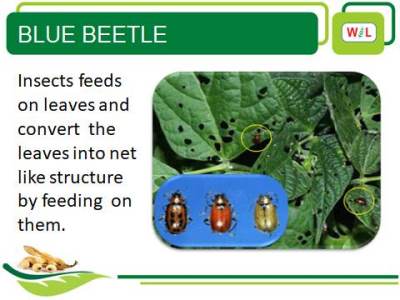 BLUE BEETLE
W&L
Insects feeds
on leaves and
convert the
leaves into net
like structure
by feeding on
them.